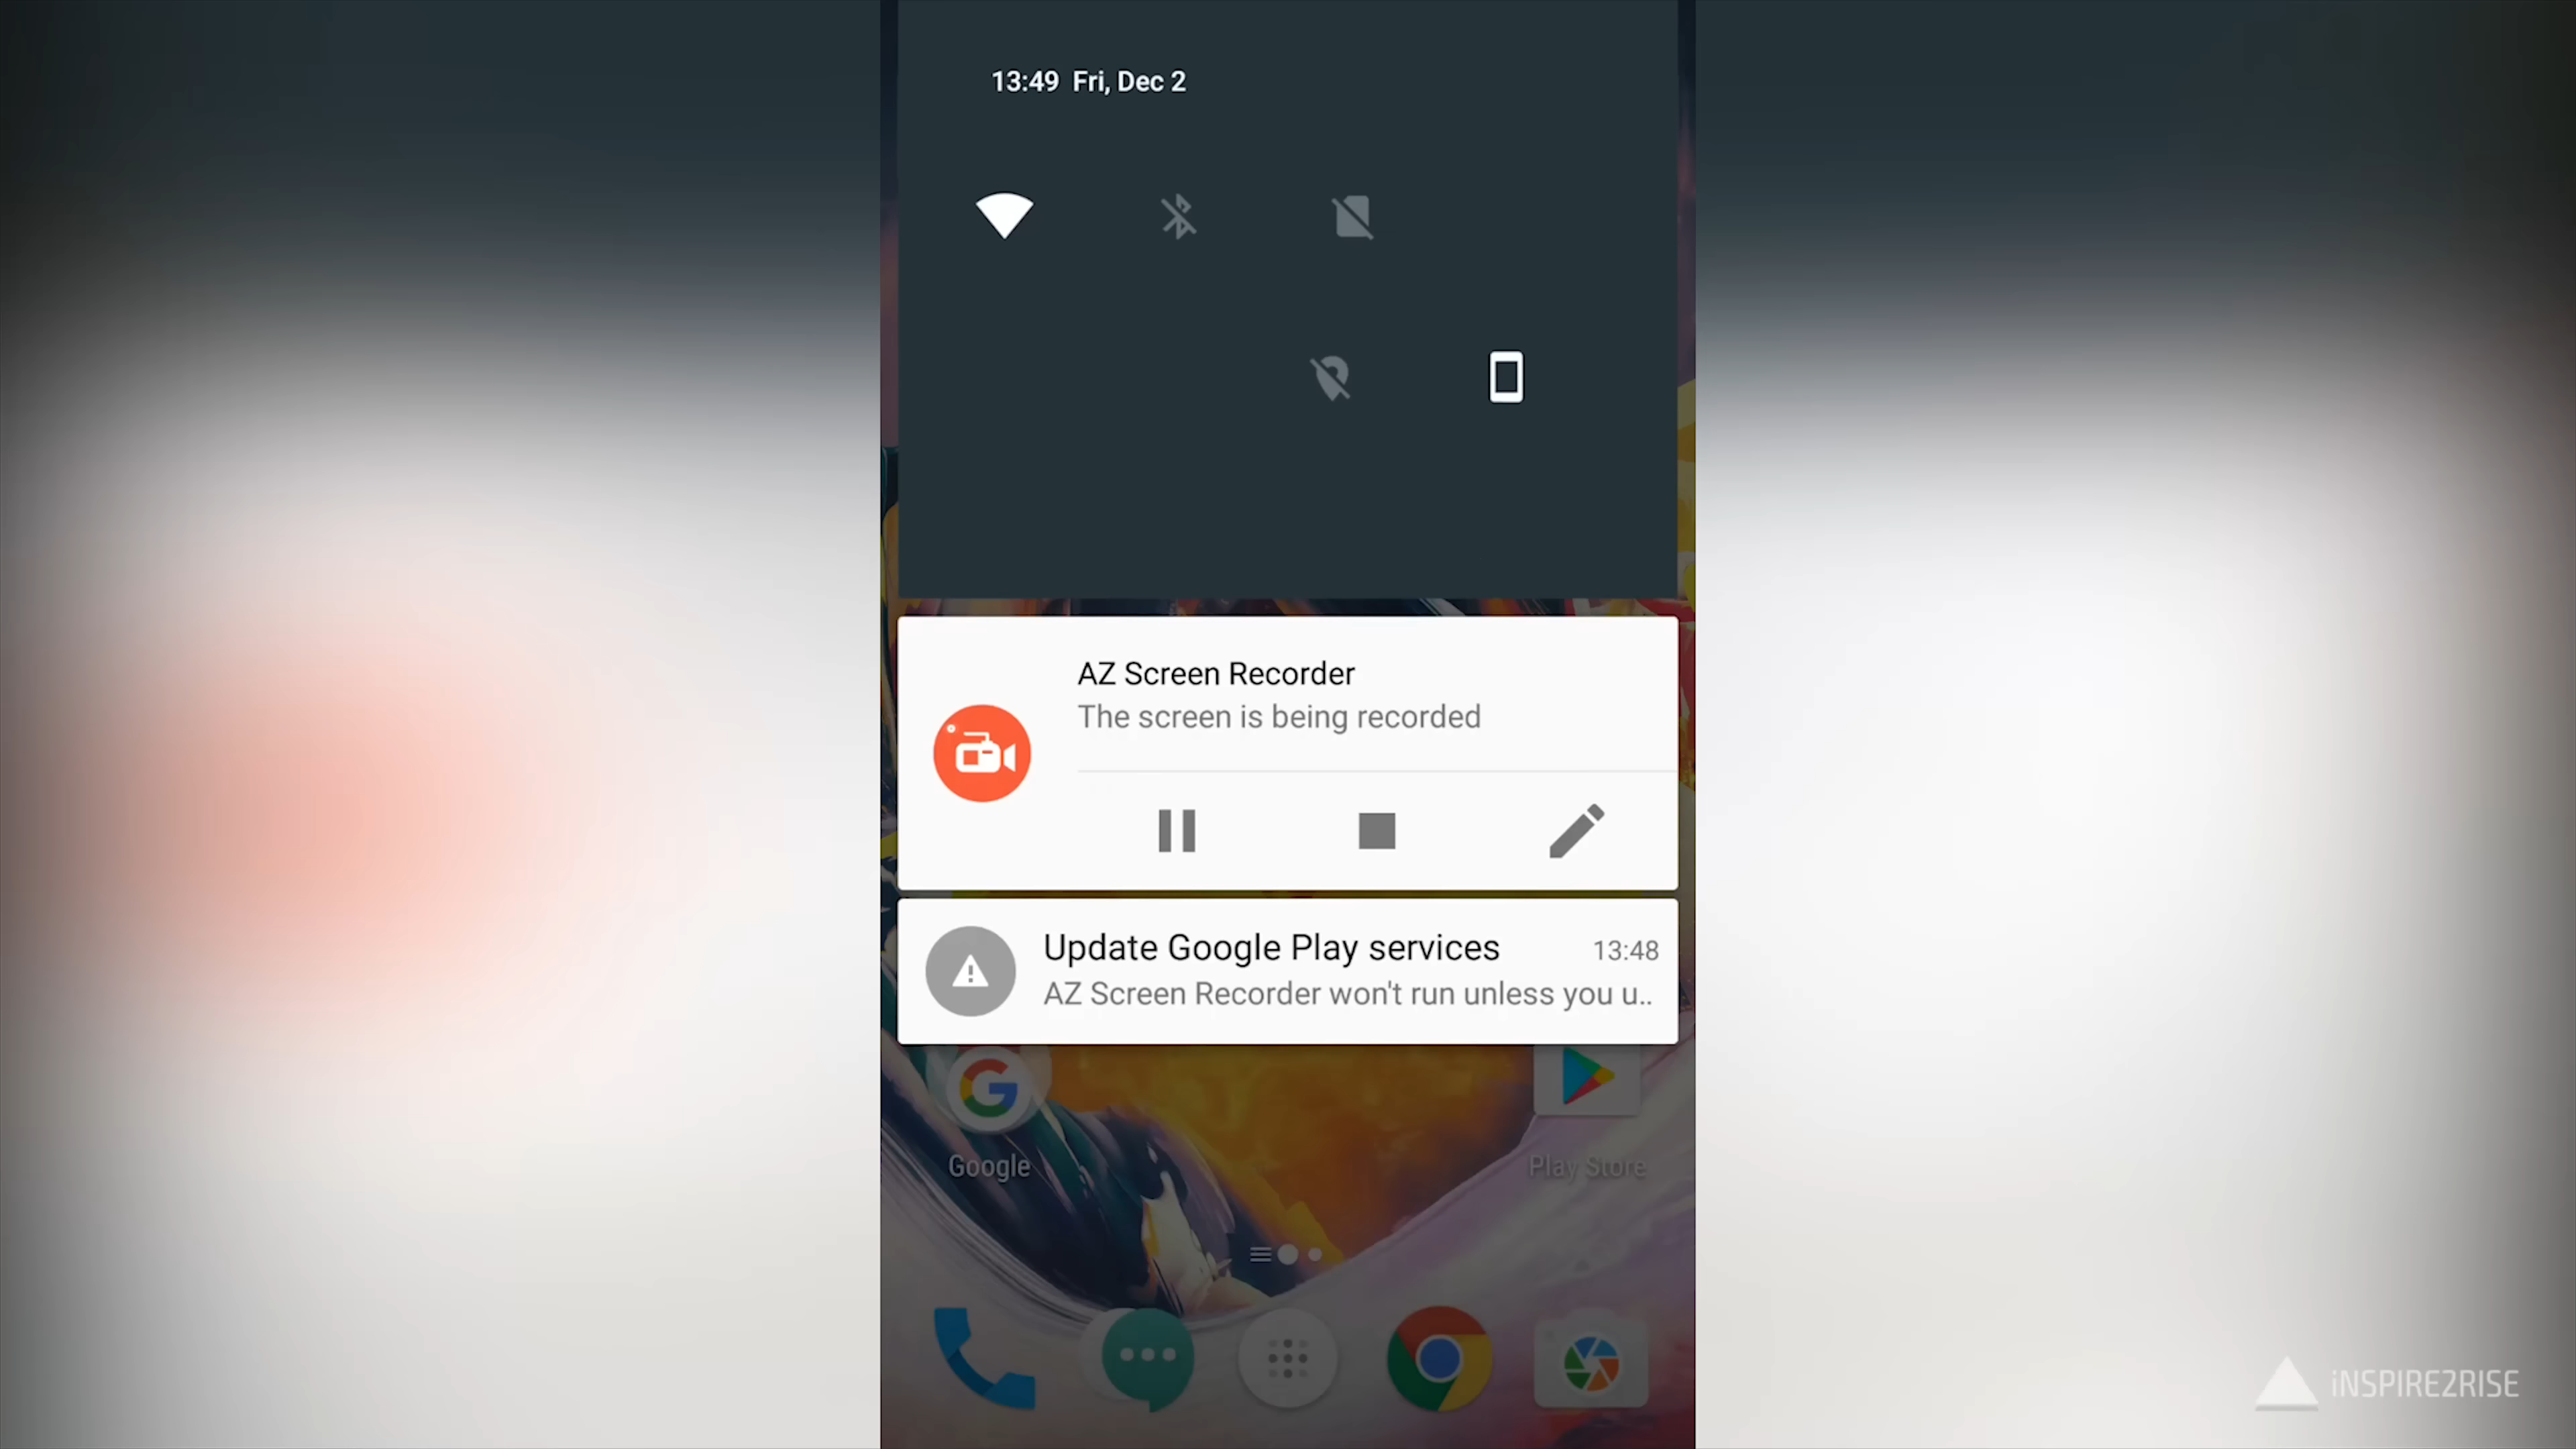 13:49 Fri, Dec 2
AZ Screen Recorder
The screen is being recorded
Update Google Play services 13:48
AZ Screen Recorder won't run unless you u..
Google Play Store
iNSPIRE2RISE